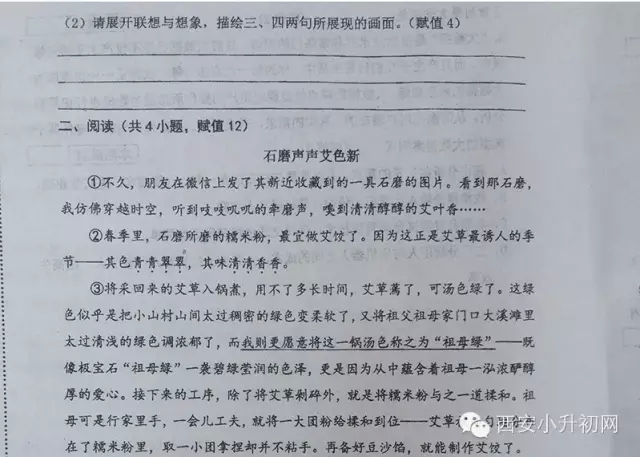 （2）请展开联想与想象，描绘三、四两句所展现的画面。（赋值4）
二、阅读（共4小题，赋值12）
石磨声声艾色新
①不久，朋友在微信上发了其新近收藏到的一具石磨的图片。看到那石磨，
我仿佛穿越时空，听到吱吱呱呱的牵磨声，嗅到清清醇醇的艾叶香……
②春季里，石磨所磨的糯米粉，最宜做艾饺了。因为这正是艾草最诱人的季
节——其色青青翠翠，其味清清香香。
③将采回来的艾草入锅煮，用不了多长时间，艾草蔫了，可汤色绿了。这绿
色似乎是把小山村山间太过稠密的绿色变柔软了，又将祖父祖母家门口大溪滩里
太过清浅的绿色调浓郁了，而我则更愿意将这一锅汤色称之为“祖母绿”——既
像极宝石“祖母绿”一袭碧绿莹润的色泽，更是因为从中蕴含着祖母一泓浓酽醇
厚的爱心。接下来的工序，除了将艾草剁碎外，就是将糯米粉与之一道揉和。祖
母可是行家里手，一会儿工夫，就将一大团粉给揉和到位——艾草
在了糯米粉里，取一小团拿捏却并不粘手。再备好豆沙馅，就能制作艾饺了。
西安小升初网